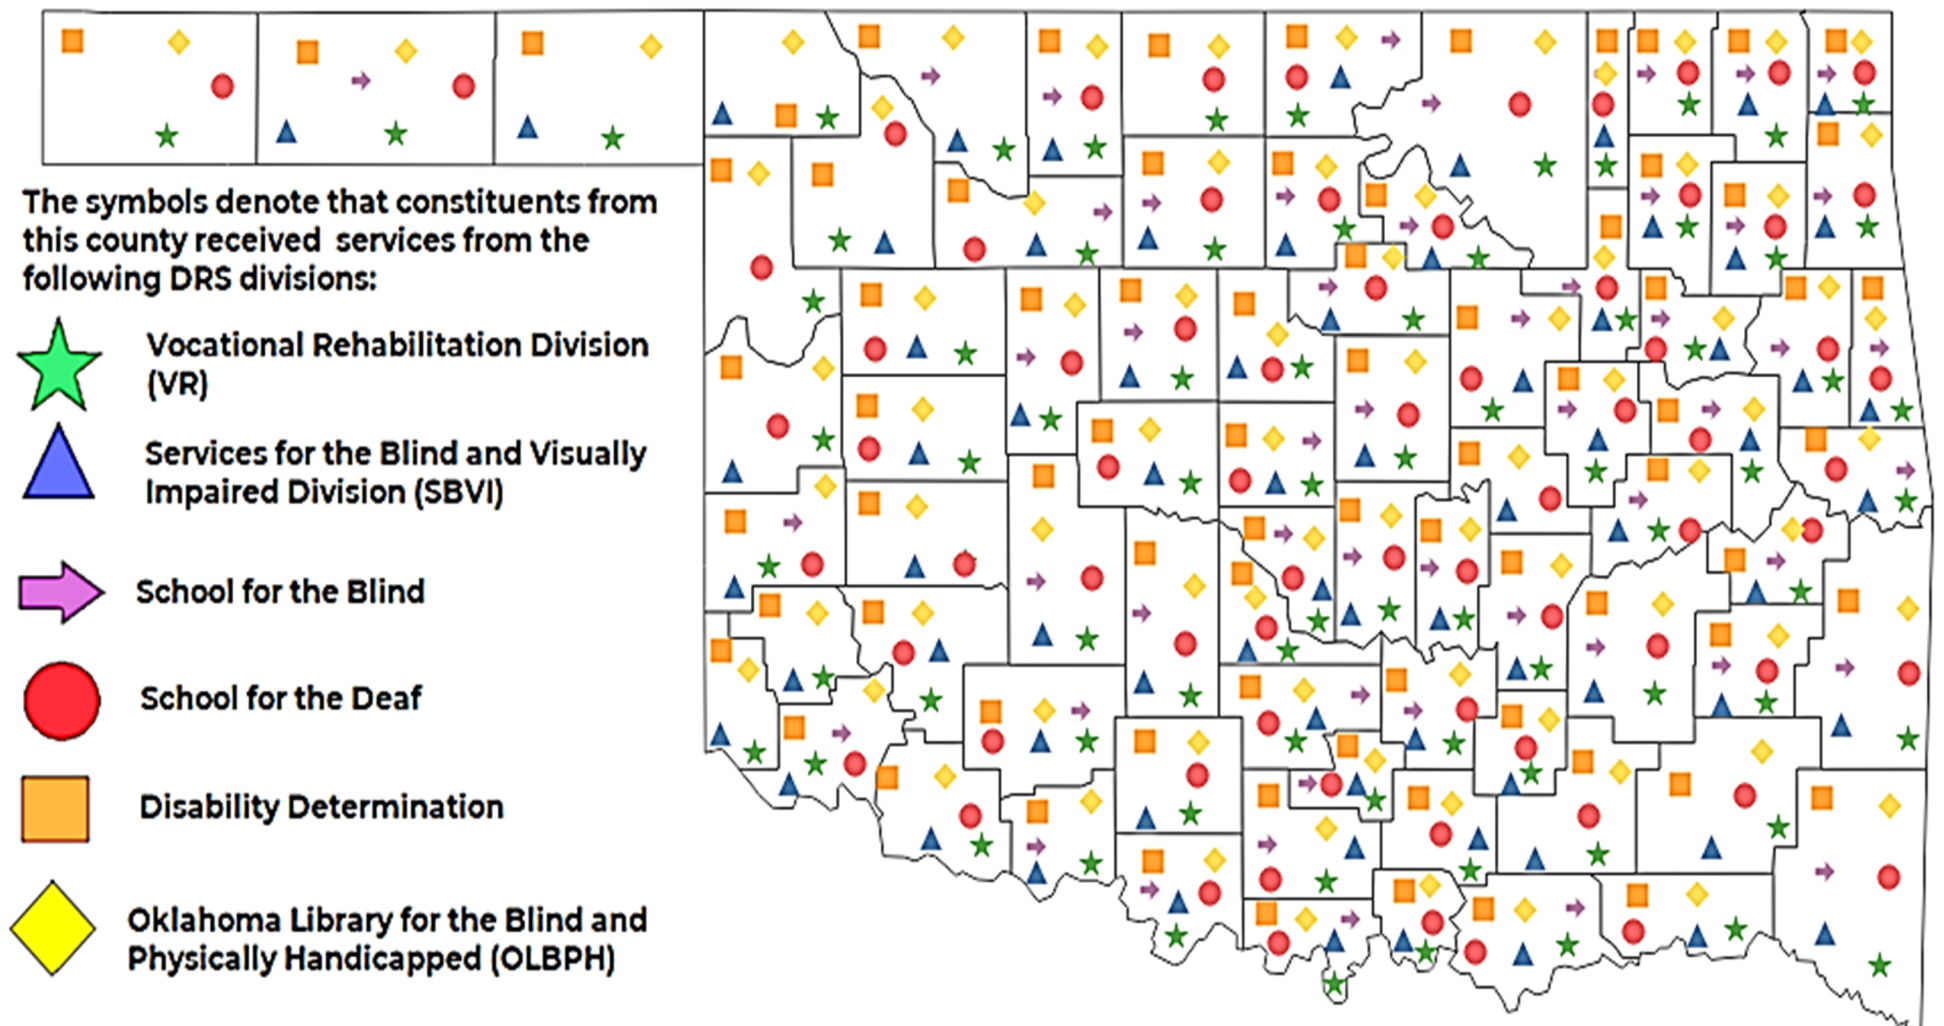 The symbols denote that constituents from
this county received services from the
following DRS divisions:
Vocational Rehabilitation Division
(VR)
Services for the Blind and Visually
Impaired Division (SBVI)
School for the Blind
School for the Deaf
Disability Determination
Oklahoma Library for the Blind and
Physically Handicapped (OLBPH)